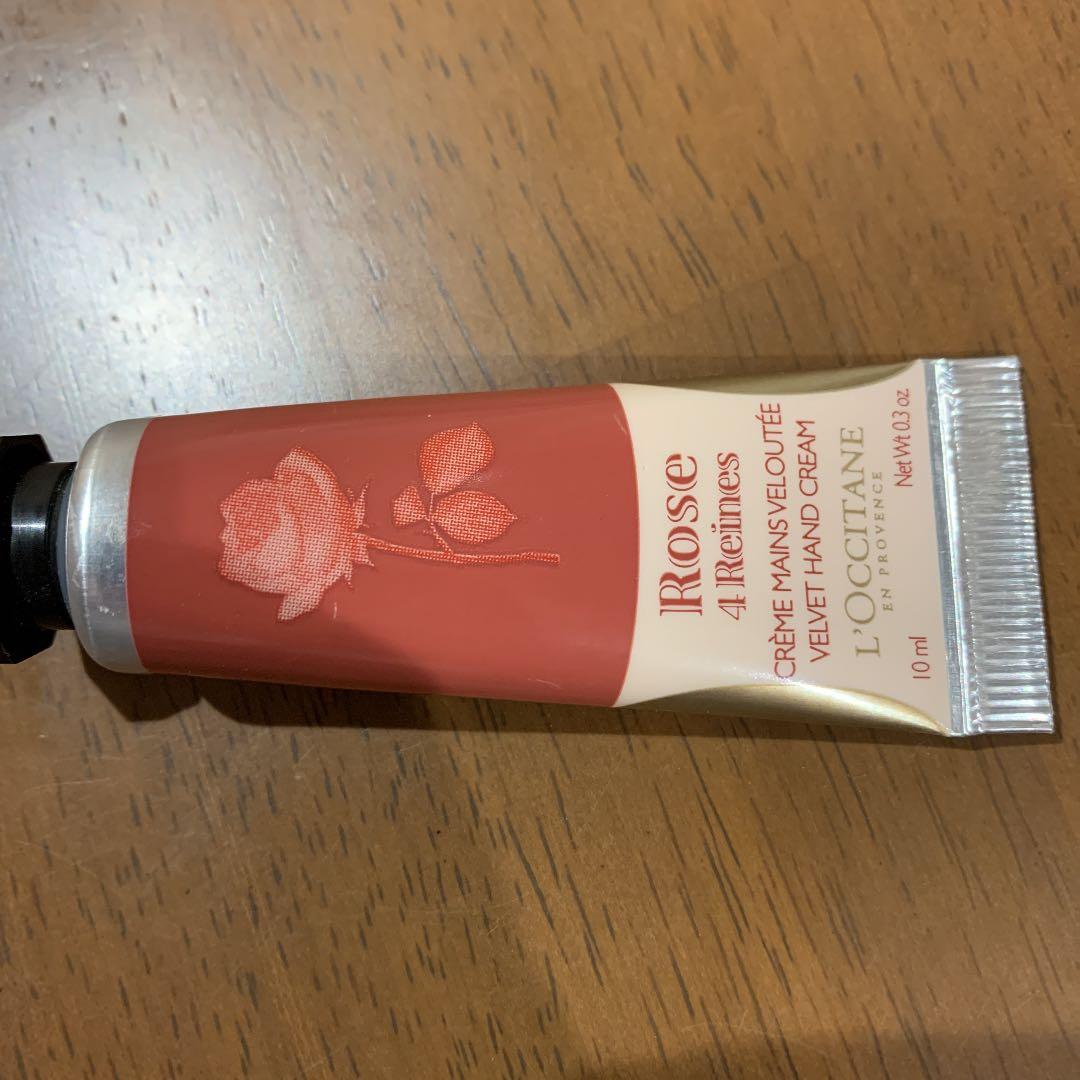 Rose
4 Reines
CRÈME MAINS VELOUTÉE
VELVET HAND CREAM
L'OCCITANE
EN PROVENCE
10 ml Net Wt 0.3 oz